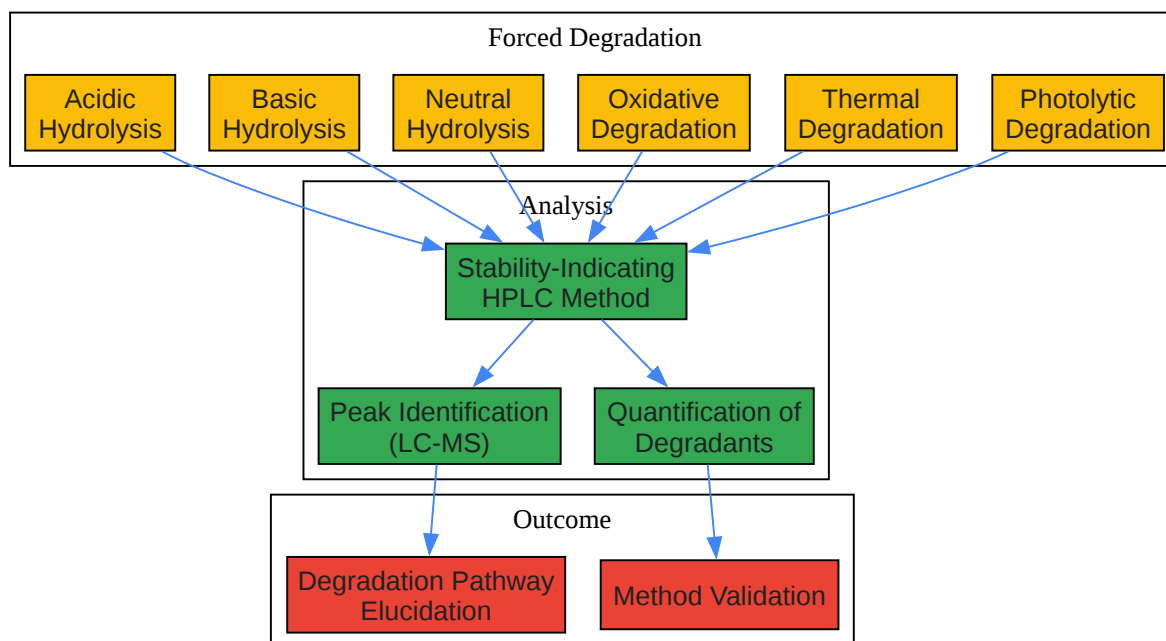 Forced Degradation
Acidic
Hydrolysis
Basic
Hydrolysis
Neutral
Hydrolysis
Oxidative
Degradation
Thermal
Degradation
Photolytic
Degradation
Analysis
Stability-Indicating
HPLC Method
Peak Identification
(LC-MS)
Quantification of
Degradants
Outcome
Degradation Pathway
Elucidation
Method Validation